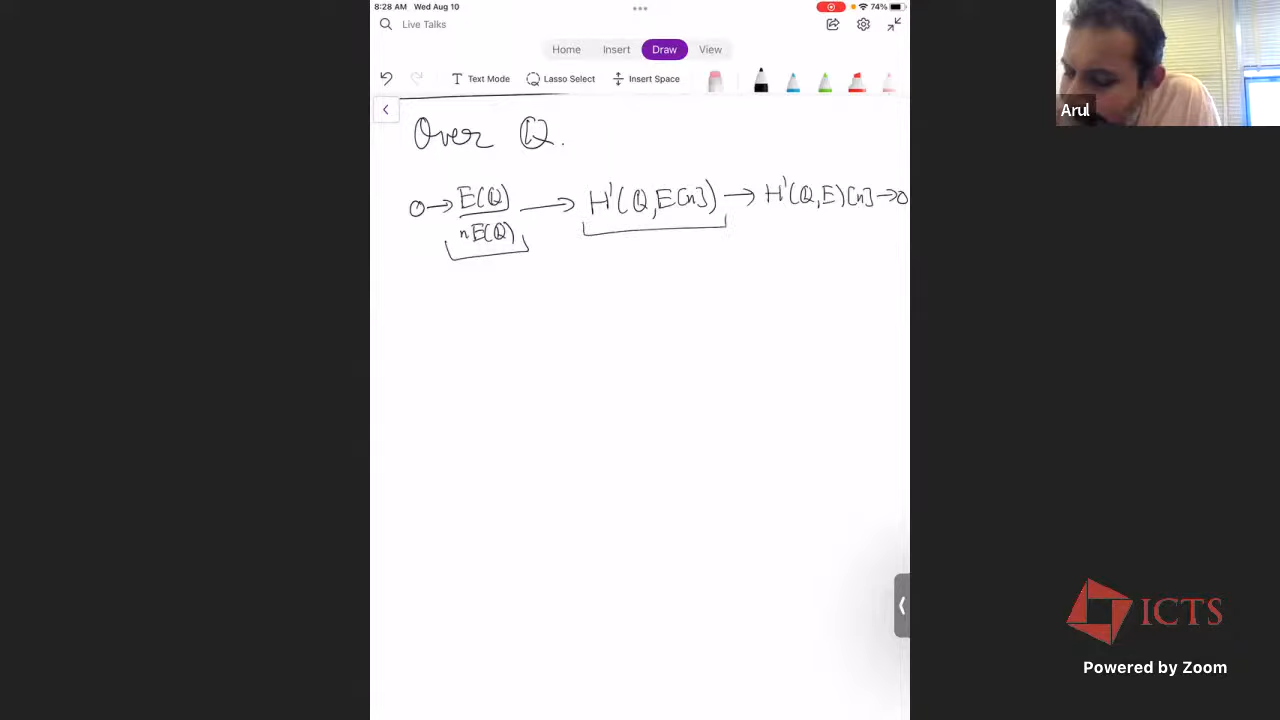 8:28 AM Wed Aug 10
74%
Live Talks
Home Insert Draw View
Text Mode Lasso Select Insert Space
Arul
Over Q.
0 → E(Q)/nE(Q) → H¹(Q, E[n]) → H¹(Q, E)[n] → 0
ICTS
Powered by Zoom